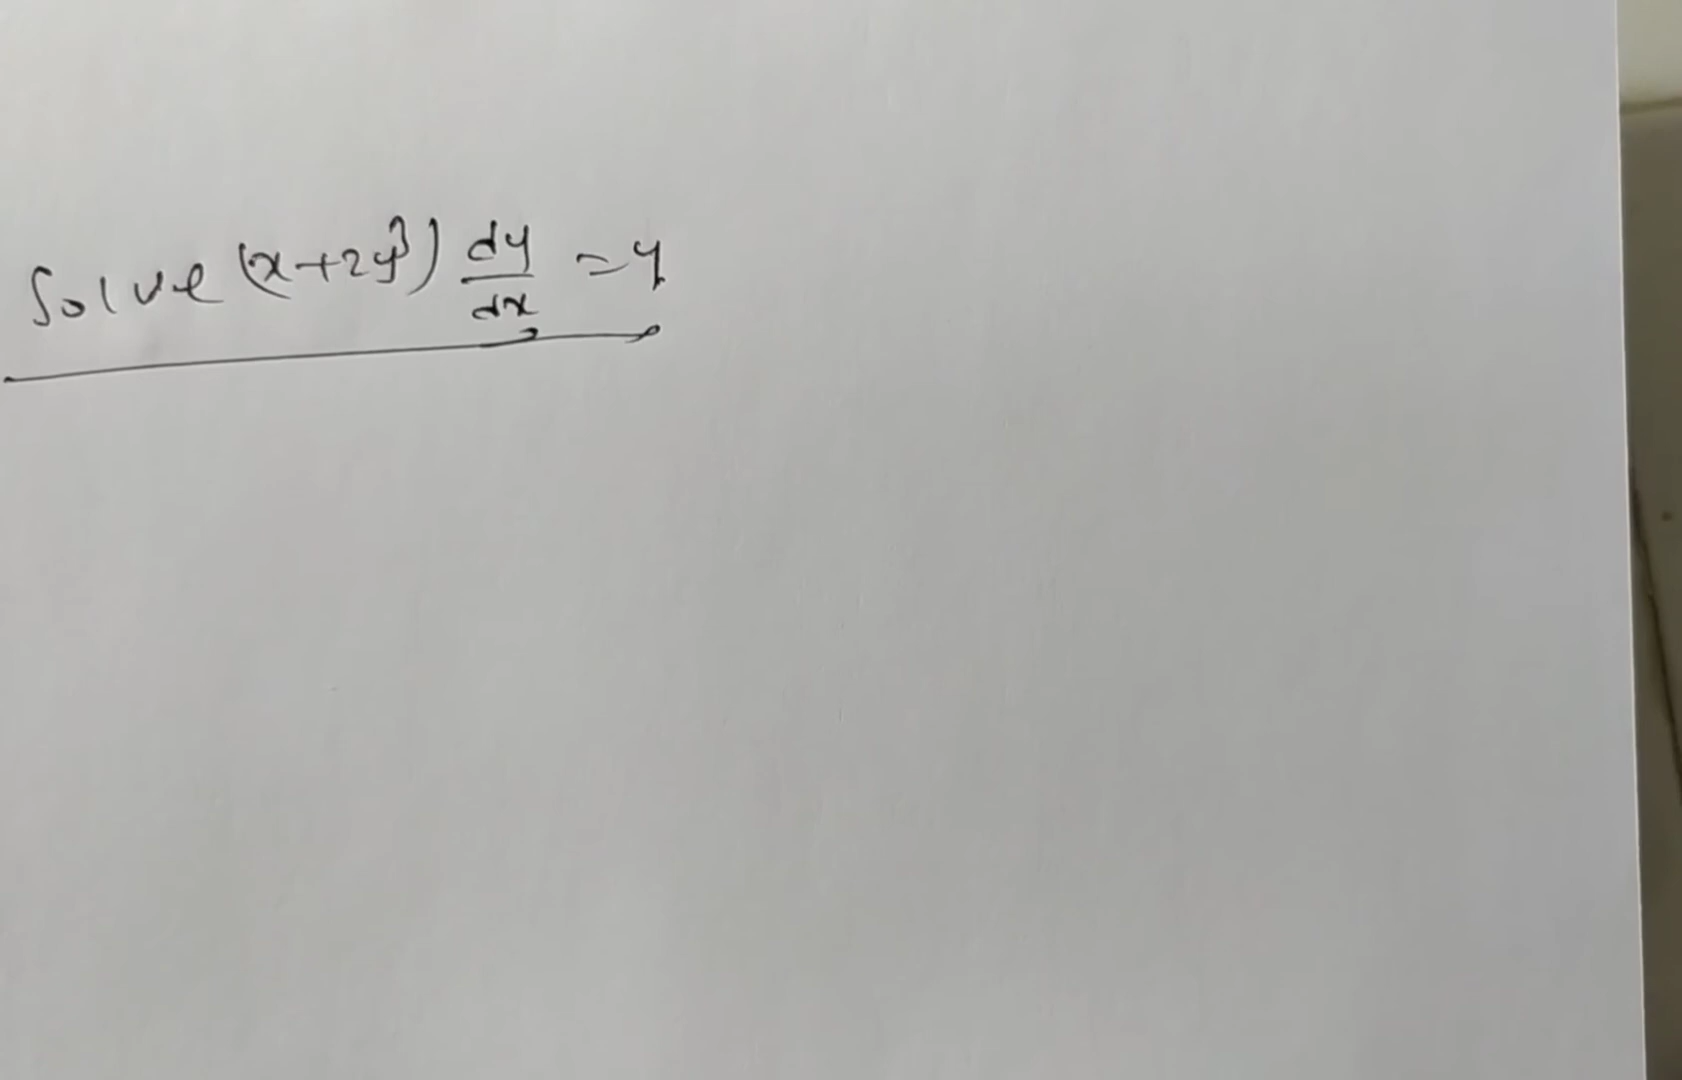 Solve (x+2y³) dy/dx = y